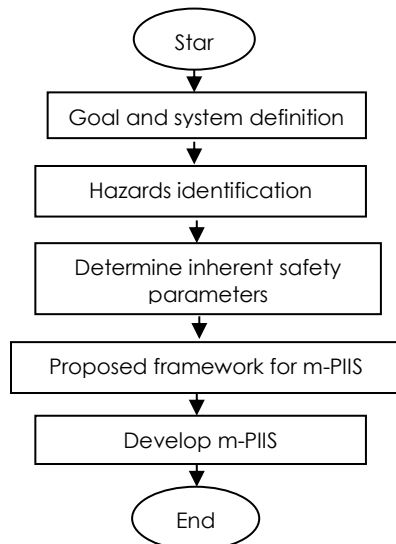 Star
Goal and system definition
Hazards identification
Determine inherent safety
parameters
Proposed framework for m-PIIS
Develop m-PIIS
End